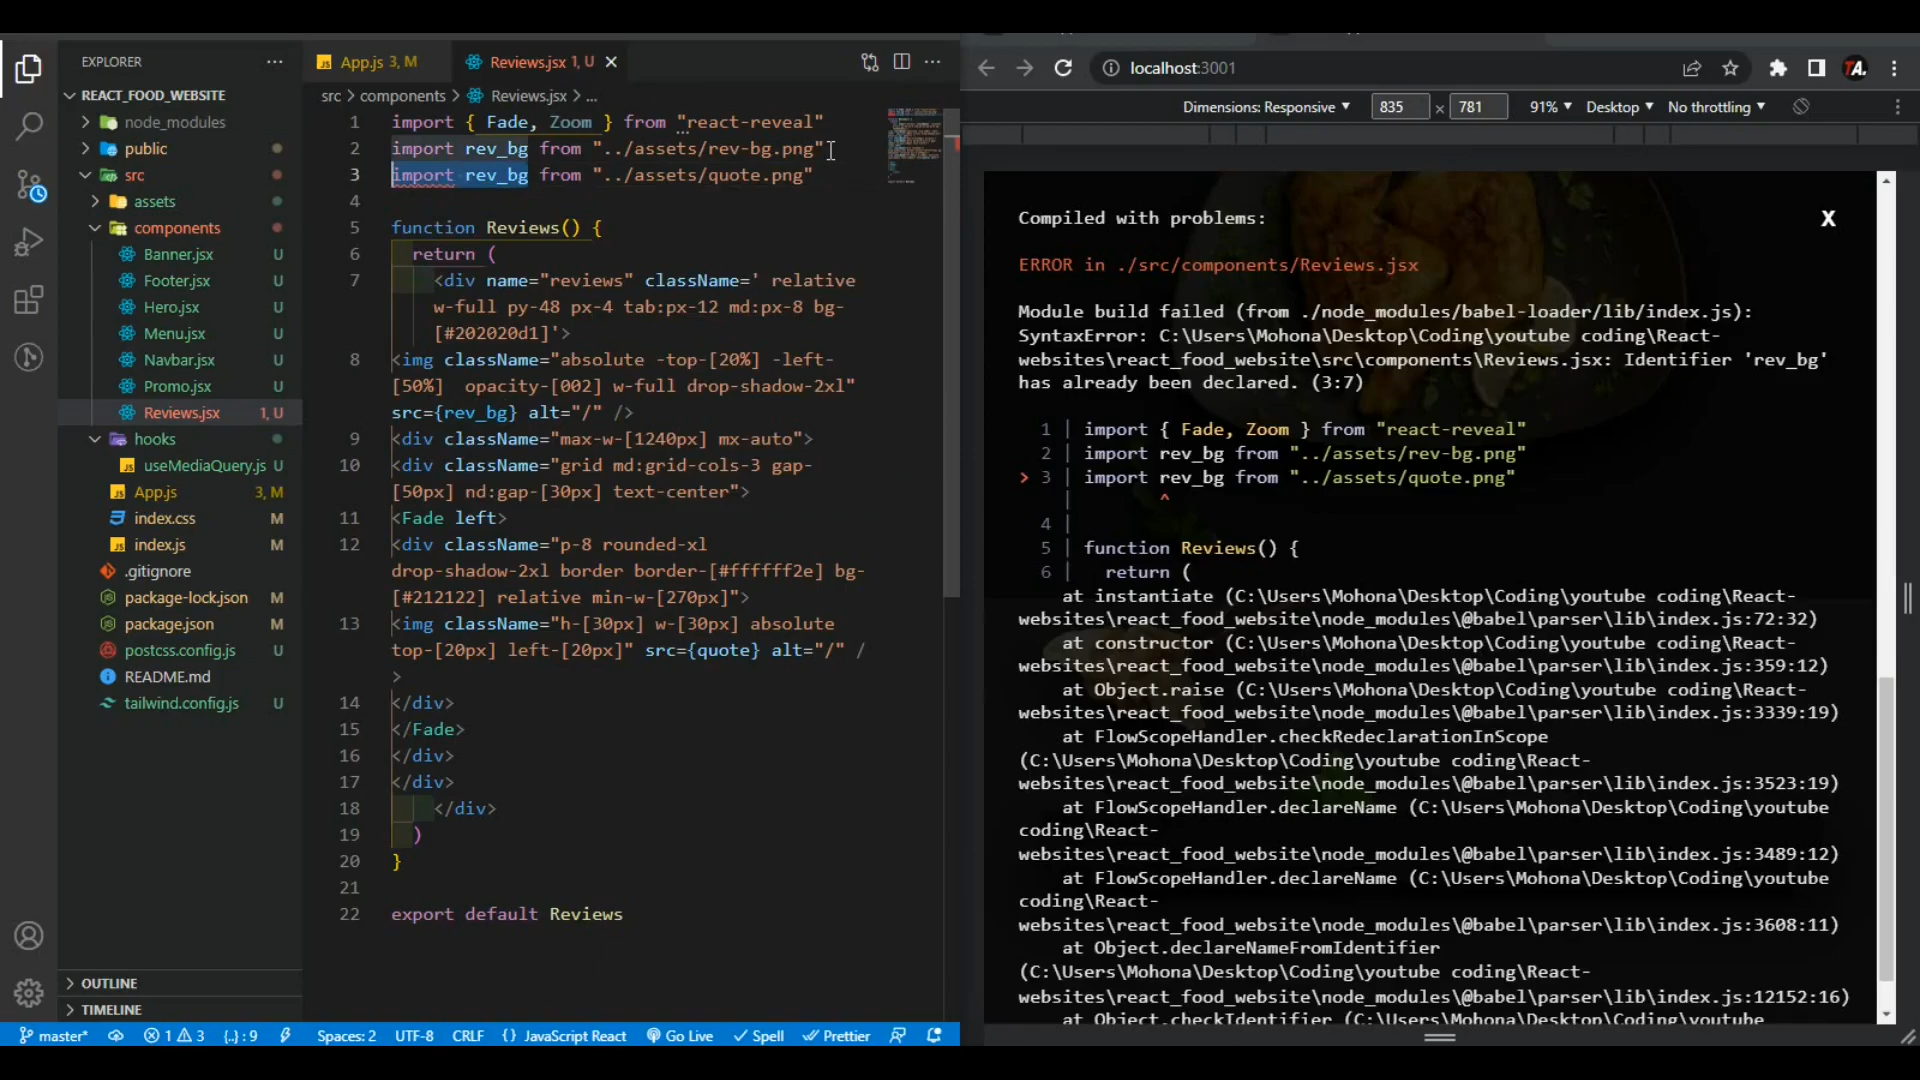 EXPLORER
REACT_FOOD_WEBSITE
node_modules
public
src
assets
components
Banner.jsx U
Footer.jsx U
Hero.jsx U
Menu.jsx U
Navbar.jsx U
Promo.jsx U
Reviews.jsx 1, U
hooks
useMediaQuery.js U
App.js 3, M
index.css M
index.js M
.gitignore
package-lock.json M
package.json M
postcss.config.js U
README.md
tailwind.config.js U
OUTLINE
TIMELINE
App.js 3, M
Reviews.jsx 1, U
src > components > Reviews.jsx > ...
1 import { Fade, Zoom } from "react-reveal"
2 import rev_bg from "../assets/rev-bg.png"
3 import rev_bg from "../assets/quote.png"
4
5 function Reviews() {
6 return (
7 <div name="reviews" className=' relative
w-full py-48 px-4 tab:px-12 md:px-8 bg-
[#202020d1]'>
8 <img className="absolute -top-[20%] -left-
[50%]  opacity-[002] w-full drop-shadow-2xl"
src={rev_bg} alt="/" />
9 <div className="max-w-[1240px] mx-auto">
10 <div className="grid md:grid-cols-3 gap-
[50px] nd:gap-[30px] text-center">
11 <Fade left>
12 <div className="p-8 rounded-xl
drop-shadow-2xl border border-[#ffffff2e] bg-
[#212122] relative min-w-[270px]">
13 <img className="h-[30px] w-[30px] absolute
top-[20px] left-[20px]" src={quote} alt="/" /
>
14 </div>
15 </Fade>
16 </div>
17 </div>
18 </div>
19 )
20 }
21
22 export default Reviews
master* 1 3 {..} : 9 Spaces: 2 UTF-8 CRLF JavaScript React Go Live Spell Prettier
localhost:3001
TA.
Dimensions: Responsive 835 × 781 91% Desktop No throttling
Compiled with problems: X
ERROR in ./src/components/Reviews.jsx
Module build failed (from ./node_modules/babel-loader/lib/index.js):
SyntaxError: C:\Users\Mohona\Desktop\Coding\youtube coding\React-
websites\react_food_website\src\components\Reviews.jsx: Identifier 'rev_bg'
has already been declared. (3:7)
1 | import { Fade, Zoom } from "react-reveal"
2 | import rev_bg from "../assets/rev-bg.png"
> 3 | import rev_bg from "../assets/quote.png"
| ^
4 |
5 | function Reviews() {
6 | return (
at instantiate (C:\Users\Mohona\Desktop\Coding\youtube coding\React-
websites\react_food_website\node_modules\@babel\parser\lib\index.js:72:32)
at constructor (C:\Users\Mohona\Desktop\Coding\youtube coding\React-
websites\react_food_website\node_modules\@babel\parser\lib\index.js:359:12)
at Object.raise (C:\Users\Mohona\Desktop\Coding\youtube coding\React-
websites\react_food_website\node_modules\@babel\parser\lib\index.js:3339:19)
at FlowScopeHandler.checkRedeclarationInScope
(C:\Users\Mohona\Desktop\Coding\youtube coding\React-
websites\react_food_website\node_modules\@babel\parser\lib\index.js:3523:19)
at FlowScopeHandler.declareName (C:\Users\Mohona\Desktop\Coding\youtube
coding\React-
websites\react_food_website\node_modules\@babel\parser\lib\index.js:3489:12)
at FlowScopeHandler.declareName (C:\Users\Mohona\Desktop\Coding\youtube
coding\React-
websites\react_food_website\node_modules\@babel\parser\lib\index.js:3608:11)
at Object.declareNameFromIdentifier
(C:\Users\Mohona\Desktop\Coding\youtube coding\React-
websites\react_food_website\node_modules\@babel\parser\lib\index.js:12152:16)
at Object.checkIdentifier (C:\Users\Mohona\Desktop\Coding\youtube